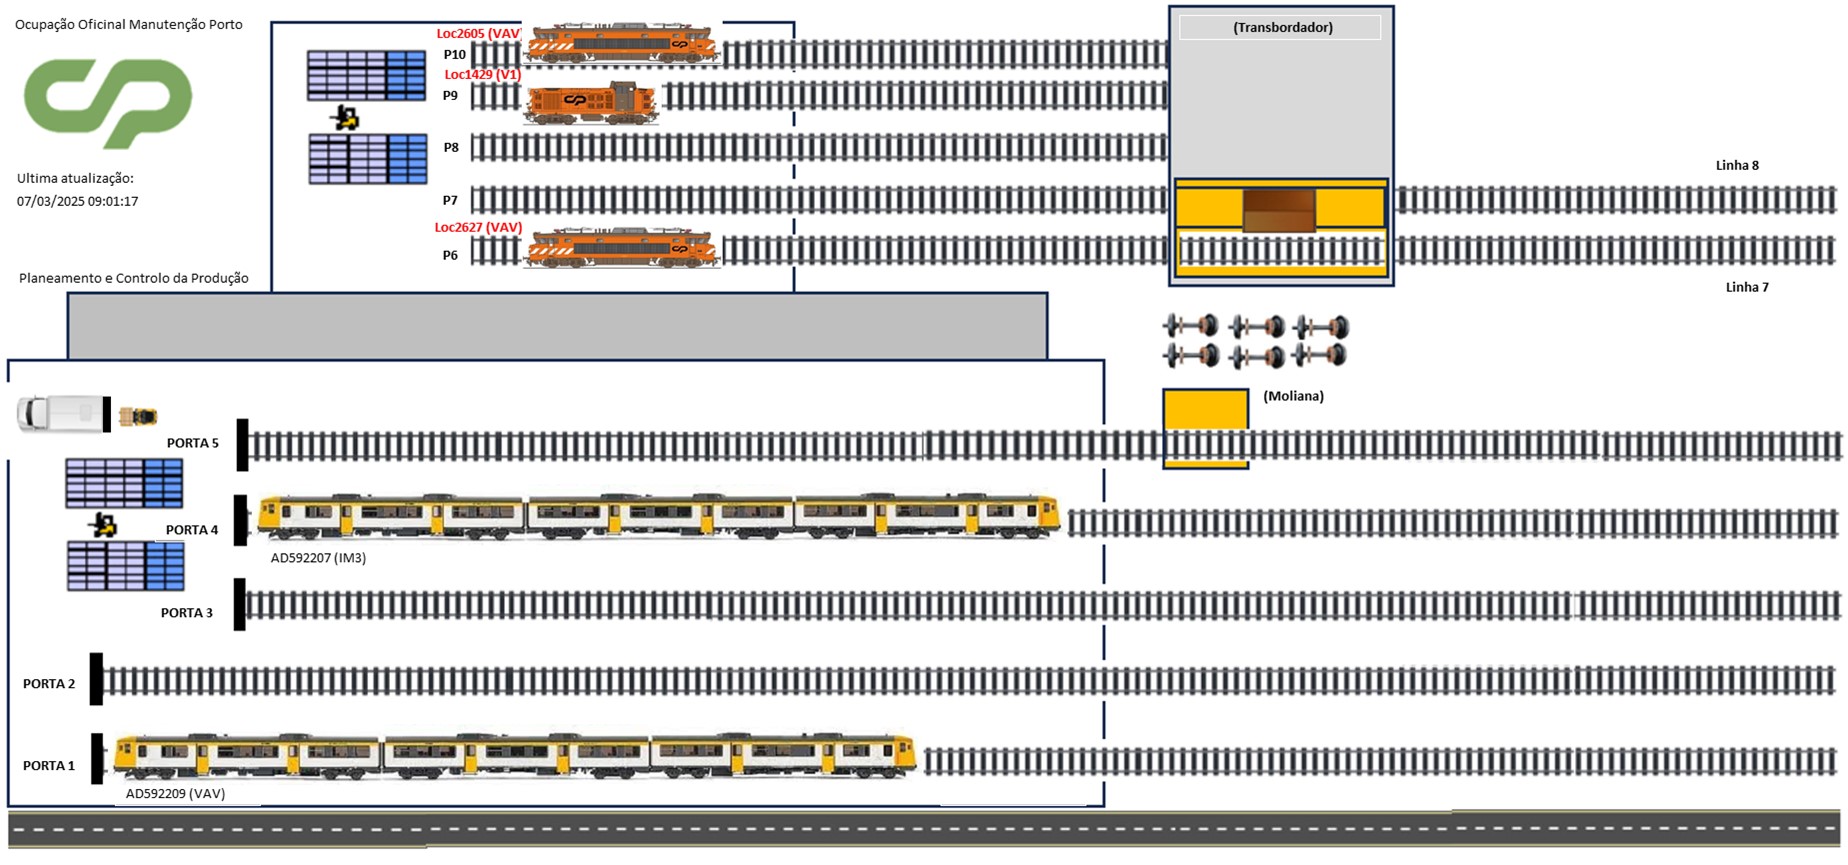 Ocupação Oficinal Manutenção Porto
Ultima atualização:
07/03/2025 09:01:17
Planeamento e Controlo da Produção
Loc2605 (VAV)
P10
Loc1429 (V1)
P9
P8
P7
Loc2627 (VAV)
P6
(Transbordador)
Linha 8
Linha 7
(Moliana)
PORTA 5
PORTA 4
AD592207 (IM3)
PORTA 3
PORTA 2
PORTA 1
AD592209 (VAV)